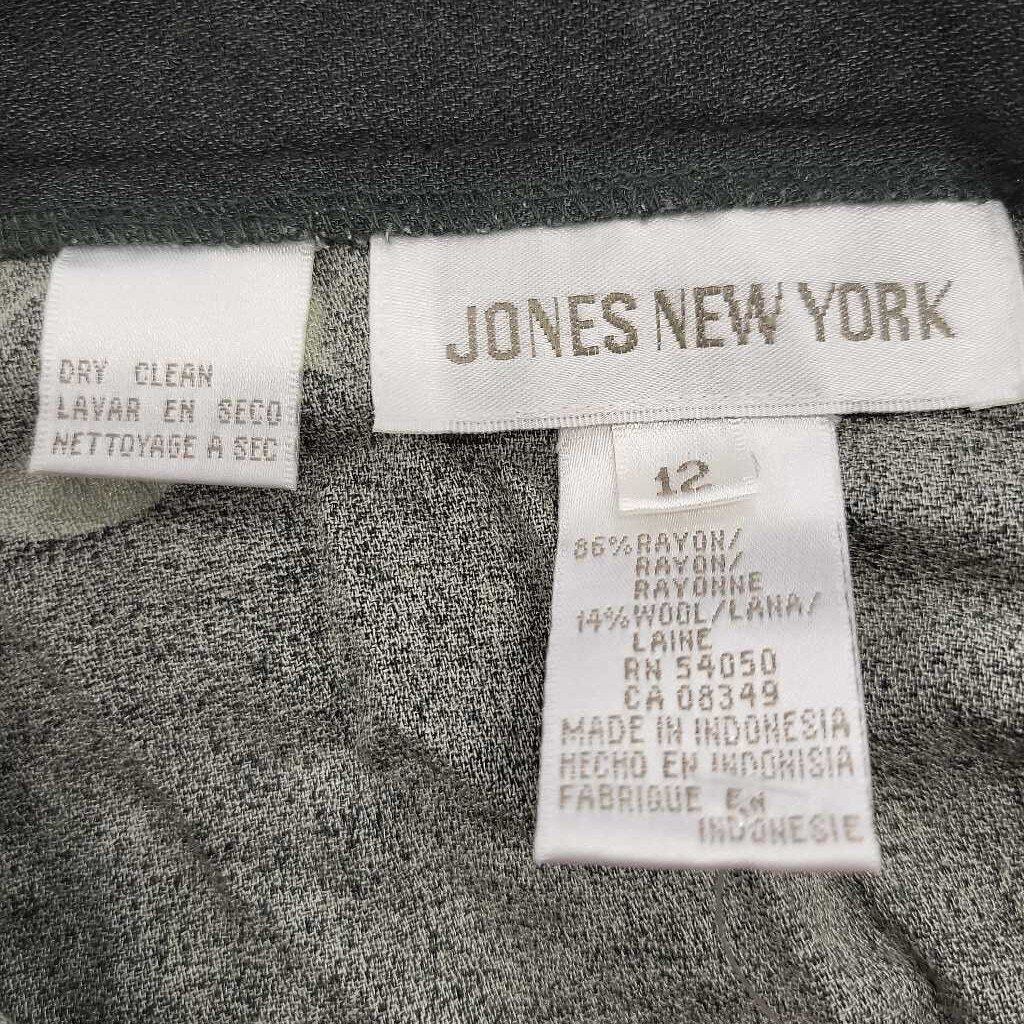 DRY CLEAN
LAVAR EN SECO
NETTOYAGE A SEC
JONES NEW YORK
12
86% RAYON/
RAYON/
RAYONNE
14% WOOL/LANA/
LAINE
RN 54050
CA 08349
MADE IN INDONESIA
HECHO EN INDONISIA
FABRIQUE EN
INDONESIE